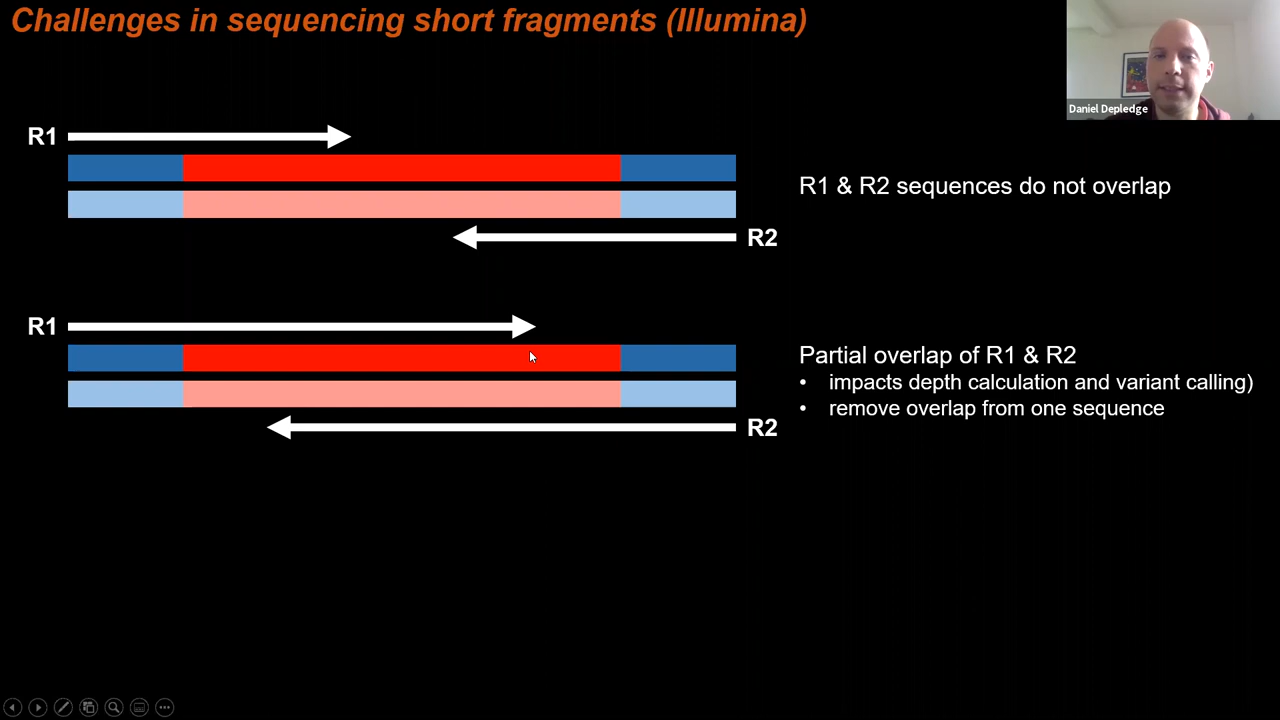 Challenges in sequencing short fragments (Illumina)
Daniel Depledge
R1
R1 & R2 sequences do not overlap
R2
R1
Partial overlap of R1 & R2
• impacts depth calculation and variant calling)
• remove overlap from one sequence
R2